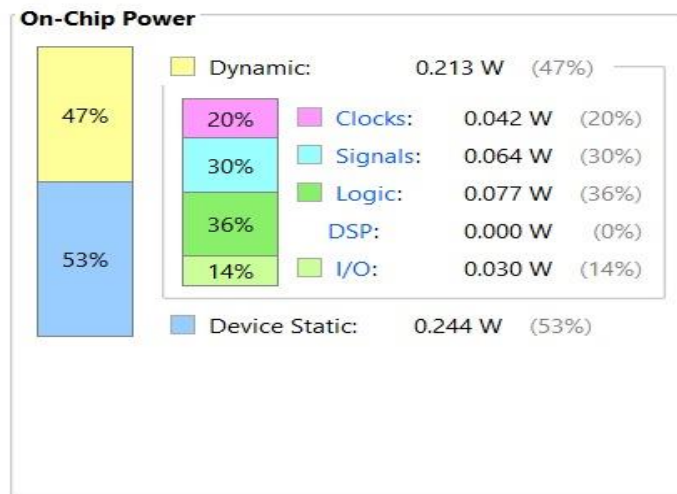 On-Chip Power
47%
53%
Dynamic: 0.213 W (47%)
20%
30%
36%
14%
Clocks: 0.042 W (20%)
Signals: 0.064 W (30%)
Logic: 0.077 W (36%)
DSP: 0.000 W (0%)
I/O: 0.030 W (14%)
Device Static: 0.244 W (53%)